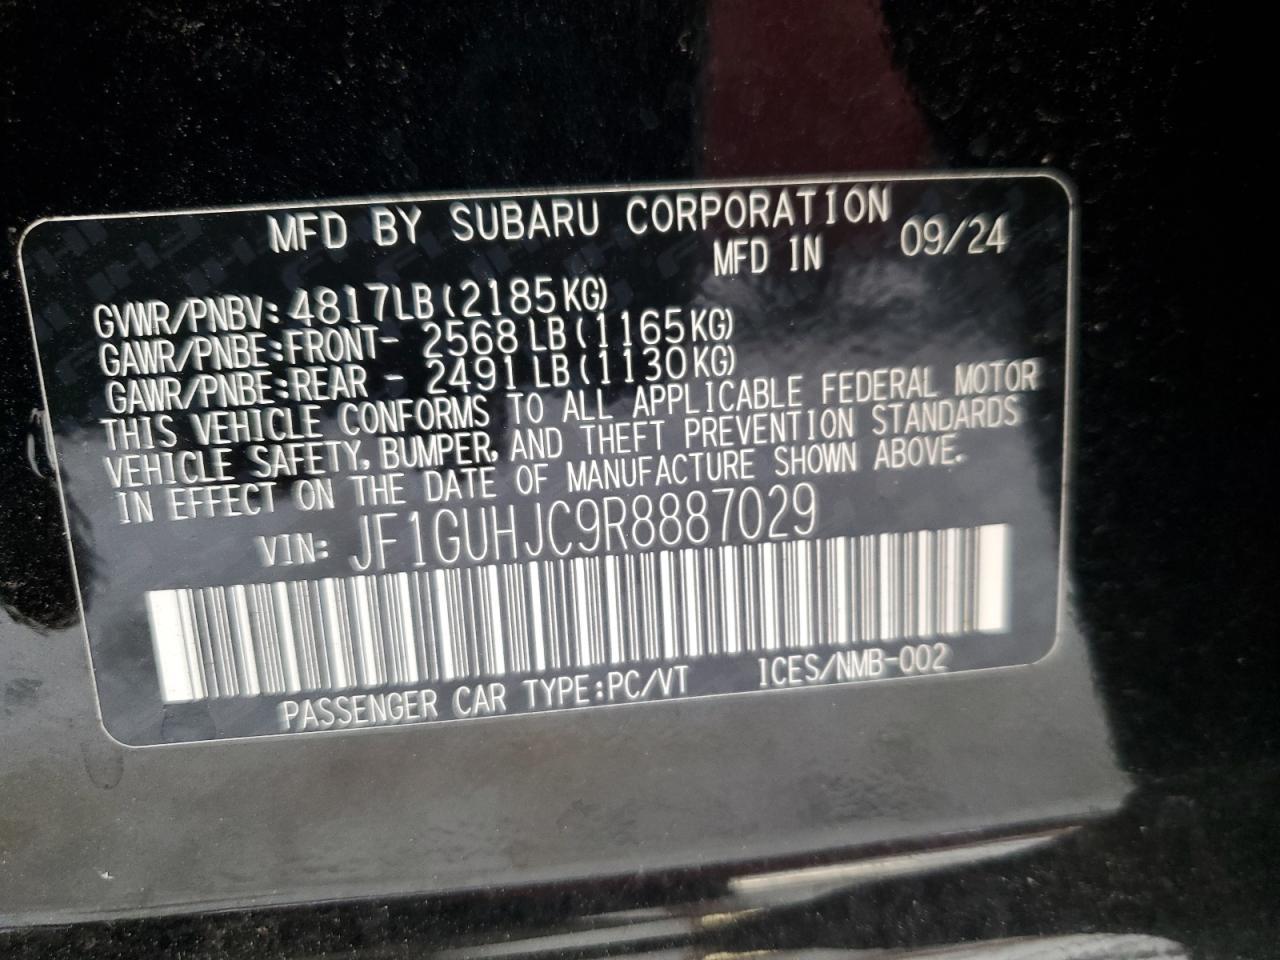 MFD BY SUBARU CORPORATION
MFD IN 09/24
GVWR/PNBV: 4817LB (2185KG)
GAWR/PNBE:FRONT- 2568LB (1165KG)
GAWR/PNBE:REAR - 2491LB (1130KG)
THIS VEHICLE CONFORMS TO ALL APPLICABLE FEDERAL MOTOR
VEHICLE SAFETY, BUMPER, AND THEFT PREVENTION STANDARDS
IN EFFECT ON THE DATE OF MANUFACTURE SHOWN ABOVE.
VIN: JF1GUHJC9R8887029
PASSENGER CAR TYPE:PC/VT ICES/NMB-002